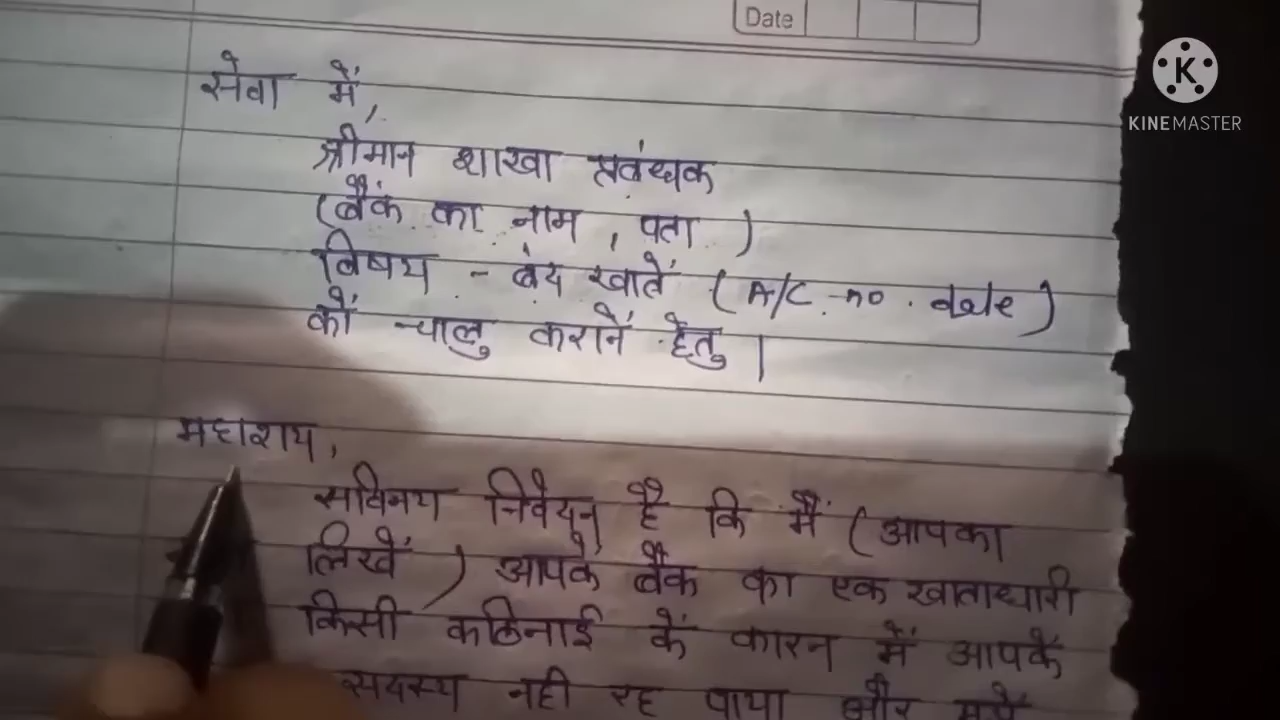 Date
K
KINEMASTER
सेवा में,
श्रीमान शाखा प्रबंधक
(बैंक का नाम , पता )
विषय - बंद खातें ( A/C no. date )
कों चालु करानें हेतु |
महाशय,
सविनय निवेदन है कि मैं ( आपका
लिखें ) आपके बैंक का एक खाताधारी
किसी कठिनाई कें कारन में आपकें
सदस्य नही रह पाया और